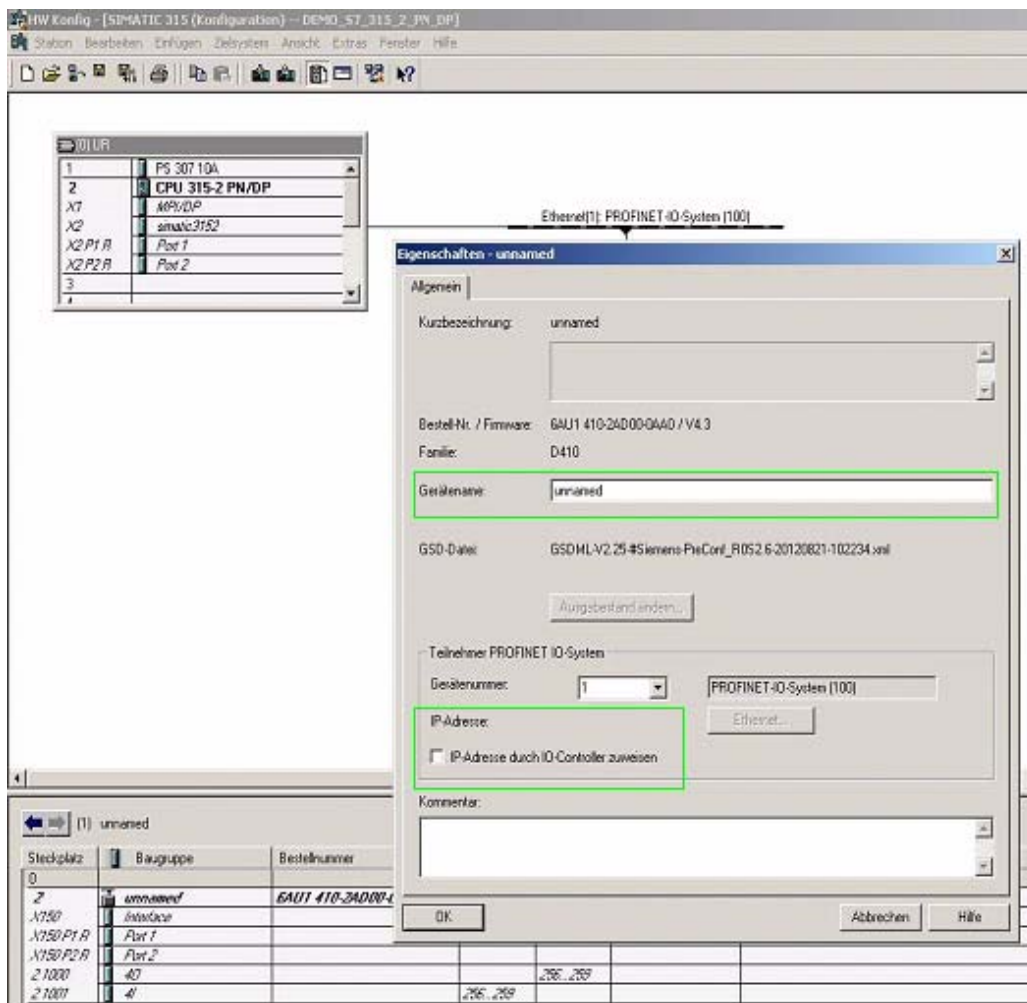 HW Konfig - [SIMATIC 315 (Konfiguration) -- DEMO_S7_315_2_PN_DP]
Station Bearbeiten Einfügen Zielsystem Ansicht Extras Fenster Hilfe
(0) UR
1 PS 307 10A
2 CPU 315-2 PN/DP
X1 MPI/DP
X2 simatic3152
X2 P1 R Port 1
X2 P2 R Port 2
3
Ethernet(1): PROFINET-IO-System (100)
Eigenschaften - unnamed
Allgemein
Kurzbezeichnung: unnamed
Bestell-Nr. / Firmware: 6AU1 410-2AD00-0AA0 / V4.3
Familie: D410
Gerätename: unnamed
GSD-Datei: GSDML-V2.25-#Siemens-PreConf_R0S2.6-20120821-102234.xml
Ausgabestand ändern...
Teilnehmer PROFINET IO-System
Gerätenummer: 1 PROFINET-IO-System (100)
IP-Adresse: Ethernet...
IP-Adresse durch IO-Controller zuweisen
Kommentar:
OK Abbrechen Hilfe
(1) unnamed
Steckplatz Baugruppe Bestellnummer
0
2 unnamed 6AU1 410-2AD00-0
X150 Interface
X150 P1 R Port 1
X150 P2 R Port 2
2 1000 4O 256...259
2 1001 4I 256...259